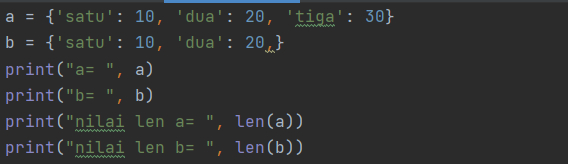 a = {'satu': 10, 'dua': 20, 'tiga': 30}
b = {'satu': 10, 'dua': 20,}
print("a= ", a)
print("b= ", b)
print("nilai len a= ", len(a))
print("nilai len b= ", len(b))